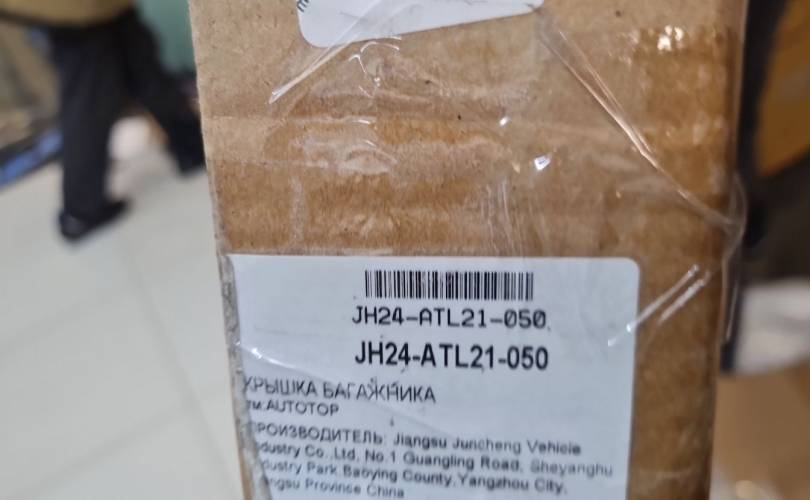 JH24-ATL21-050
JH24-ATL21-050
КРЫШКА БАГАЖНИКА
тм:AUTOTOP
ПРОИЗВОДИТЕЛЬ: Jiangsu Juncheng Vehicle
Industry Co.,Ltd, No.1 Guangling Road, Sheyanghu
Industry Park Baoying County,Yangzhou City,
Jiangsu Province China